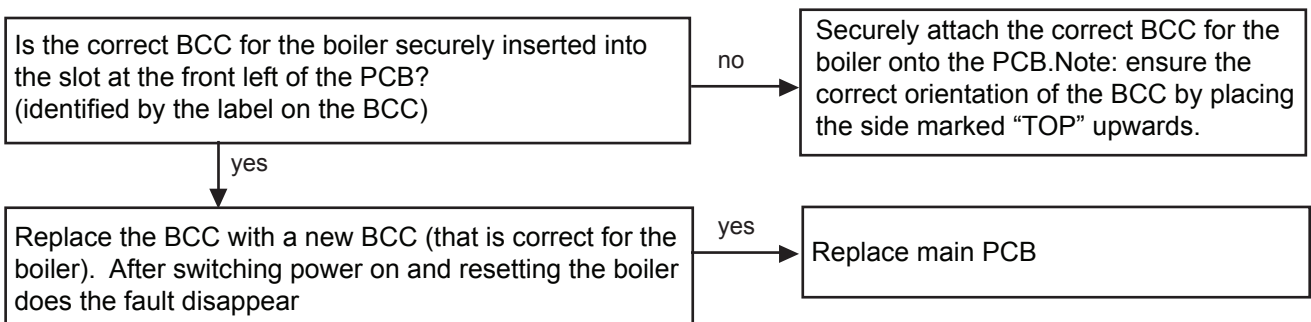 Is the correct BCC for the boiler securely inserted into
the slot at the front left of the PCB?
(identified by the label on the BCC)
no
Securely attach the correct BCC for the
boiler onto the PCB.Note: ensure the
correct orientation of the BCC by placing
the side marked “TOP” upwards.
yes
Replace the BCC with a new BCC (that is correct for the
boiler).  After switching power on and resetting the boiler
does the fault disappear
yes
Replace main PCB